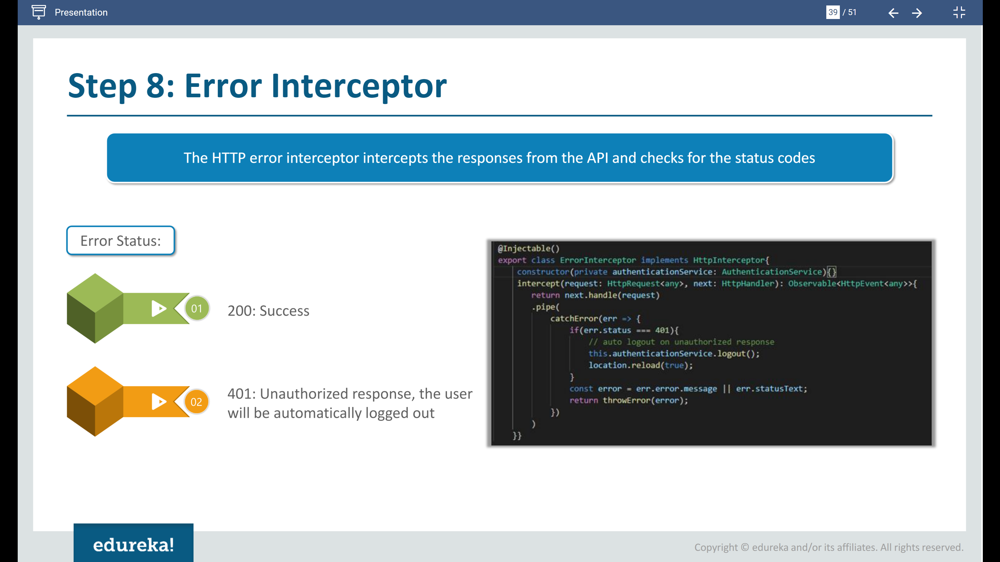 Presentation
39 / 51
Step 8: Error Interceptor
The HTTP error interceptor intercepts the responses from the API and checks for the status codes
Error Status:
01
200: Success
02
401: Unauthorized response, the user
will be automatically logged out
@Injectable()
export class ErrorInterceptor implements HttpInterceptor{
constructor(private authenticationService: AuthenticationService){}
intercept(request: HttpRequest<any>, next: HttpHandler): Observable<HttpEvent<any>>{
return next.handle(request)
.pipe(
catchError(err => {
if(err.status === 401){
// auto logout on unauthorized response
this.authenticationService.logout();
location.reload(true);
}
const error = err.error.message || err.statusText;
return throwError(error);
})
)
}}
edureka!
Copyright © edureka and/or its affiliates. All rights reserved.